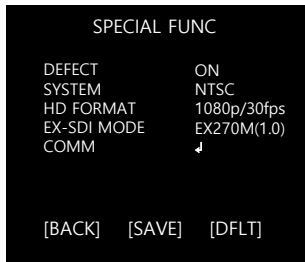 SPECIAL FUNC
DEFECT ON
SYSTEM NTSC
HD FORMAT 1080p/30fps
EX-SDI MODE EX270M(1.0)
COMM ↲
[BACK] [SAVE] [DFLT]